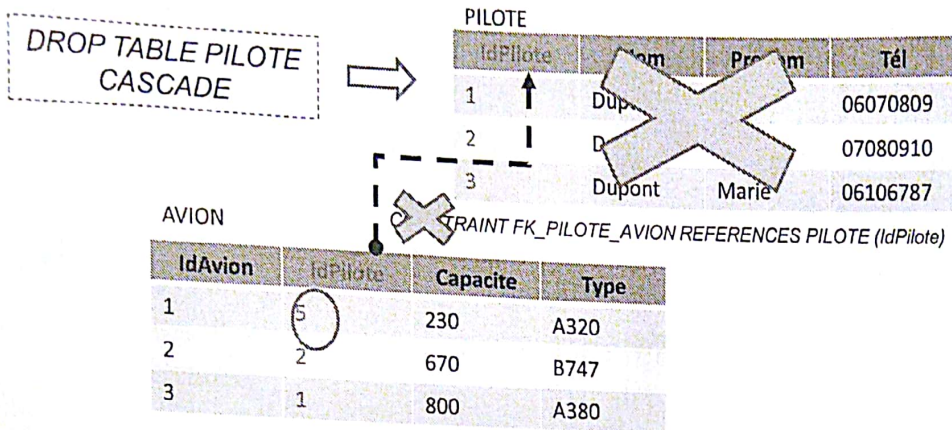 DROP TABLE PILOTE
CASCADE
PILOTE
IdPilote Prénom Tél
1 06070809
2 07080910
3 Dupont Marie 06106787
AVION
TRAINT FK_PILOTE_AVION REFERENCES PILOTE (IdPilote)
IdAvion IdPilote Capacite Type
1 5 230 A320
2 2 670 B747
3 1 800 A380